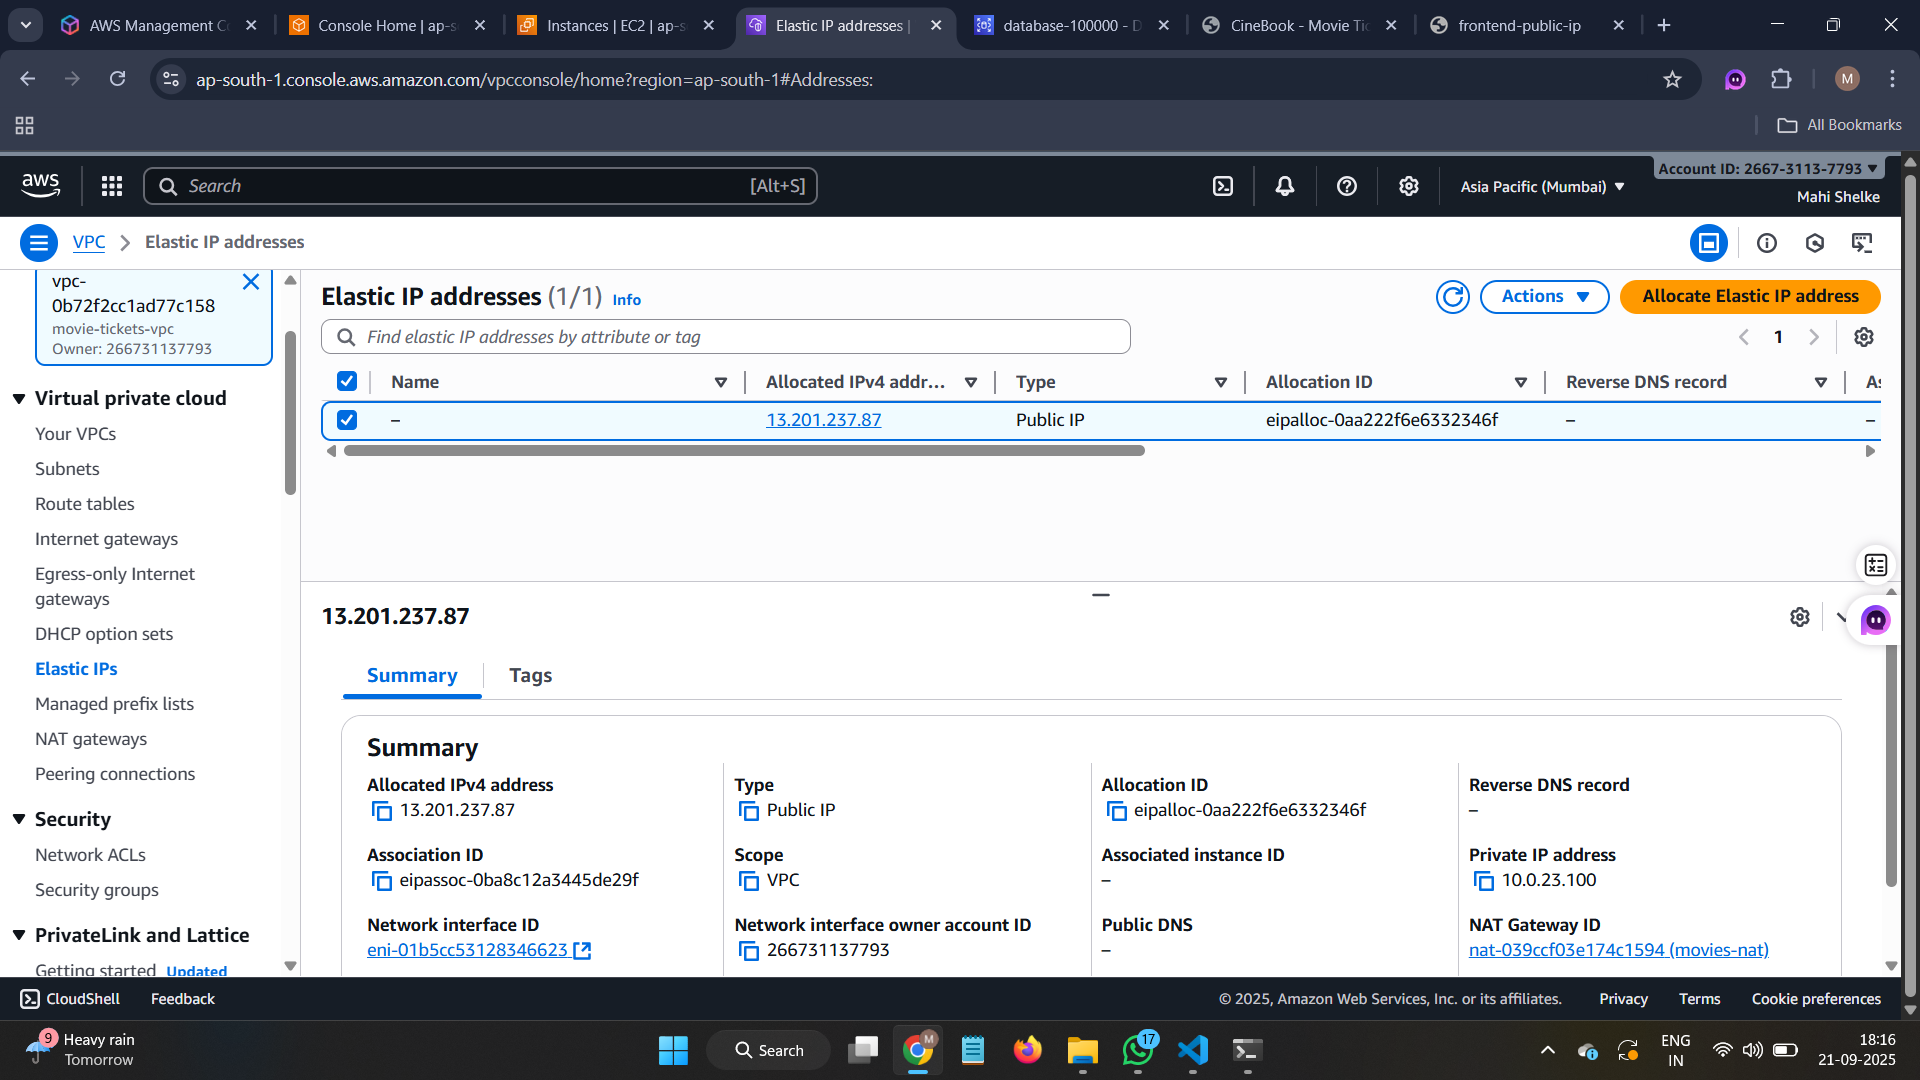 AWS Management Co
Console Home | ap-s
Instances | EC2 | ap-s
Elastic IP addresses |
database-100000 - D
CineBook - Movie Tic
frontend-public-ip
ap-south-1.console.aws.amazon.com/vpcconsole/home?region=ap-south-1#Addresses:
M
All Bookmarks
aws
Search
[Alt+S]
Asia Pacific (Mumbai)
Account ID: 2667-3113-7793
Mahi Shelke
VPC
Elastic IP addresses
vpc-
0b72f2cc1ad77c158
movie-tickets-vpc
Owner: 266731137793
Virtual private cloud
Your VPCs
Subnets
Route tables
Internet gateways
Egress-only Internet
gateways
DHCP option sets
Elastic IPs
Managed prefix lists
NAT gateways
Peering connections
Security
Network ACLs
Security groups
PrivateLink and Lattice
Getting started Updated
Elastic IP addresses (1/1) Info
Actions
Allocate Elastic IP address
Find elastic IP addresses by attribute or tag
1
Name
Allocated IPv4 addr...
Type
Allocation ID
Reverse DNS record
As
–
13.201.237.87
Public IP
eipalloc-0aa222f6e6332346f
–
–
13.201.237.87
Summary
Tags
Summary
Allocated IPv4 address
13.201.237.87
Type
Public IP
Allocation ID
eipalloc-0aa222f6e6332346f
Reverse DNS record
–
Association ID
eipassoc-0ba8c12a3445de29f
Scope
VPC
Associated instance ID
–
Private IP address
10.0.23.100
Network interface ID
eni-01b5cc53128346623
Network interface owner account ID
266731137793
Public DNS
–
NAT Gateway ID
nat-039ccf03e174c1594 (movies-nat)
CloudShell
Feedback
© 2025, Amazon Web Services, Inc. or its affiliates.
Privacy
Terms
Cookie preferences
9
Heavy rain
Tomorrow
Search
M
17
ENG
IN
18:16
21-09-2025